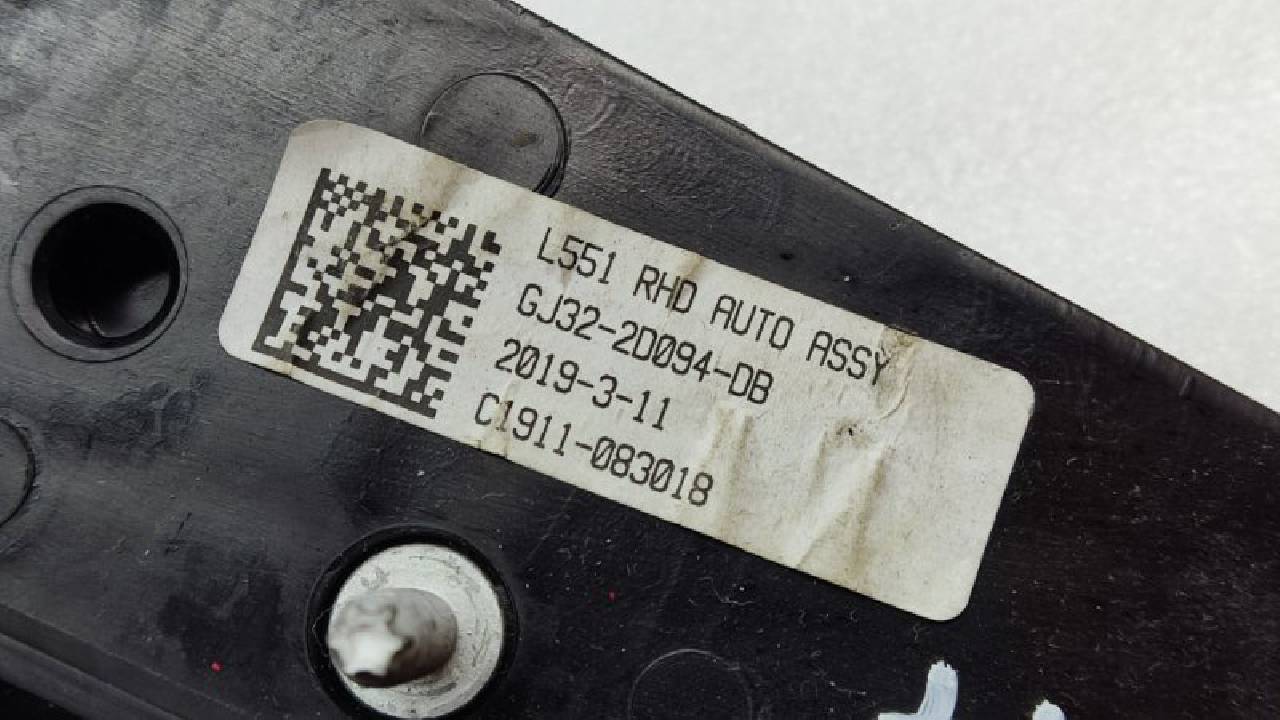 L551 RHD AUTO ASSY
GJ32-2D094-DB
2019-3-11
C1911-083018